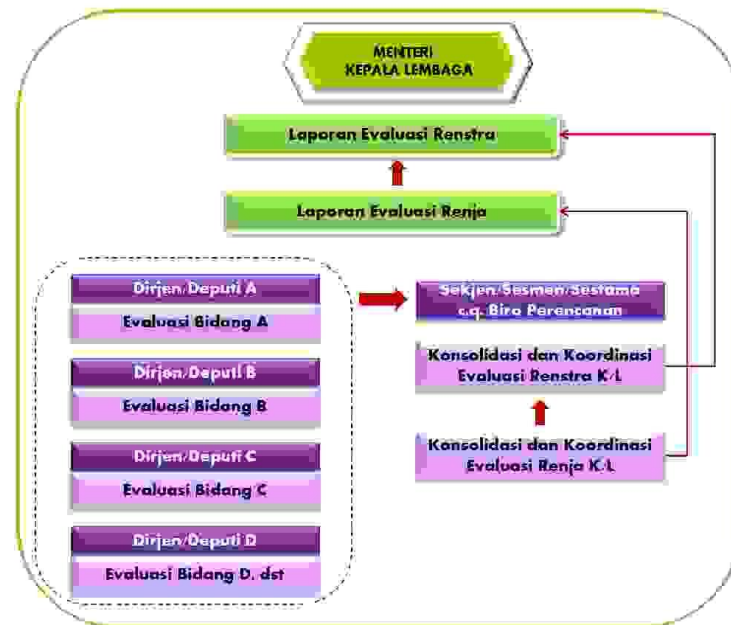 MENTERI
KEPALA LEMBAGA
Laporan Evaluasi Renstra
Laporan Evaluasi Renja
Dirjen/Deputi A
Evaluasi Bidang A
Dirjen/Deputi B
Evaluasi Bidang B
Dirjen/Deputi C
Evaluasi Bidang C
Dirjen/Deputi D
Evaluasi Bidang D, dst
Sekjen/Sesmen/Sestama
c.q. Biro Perencanan
Konsolidasi dan Koordinasi
Evaluasi Renstra K/L
Konsolidasi dan Koordinasi
Evaluasi Renja K/L